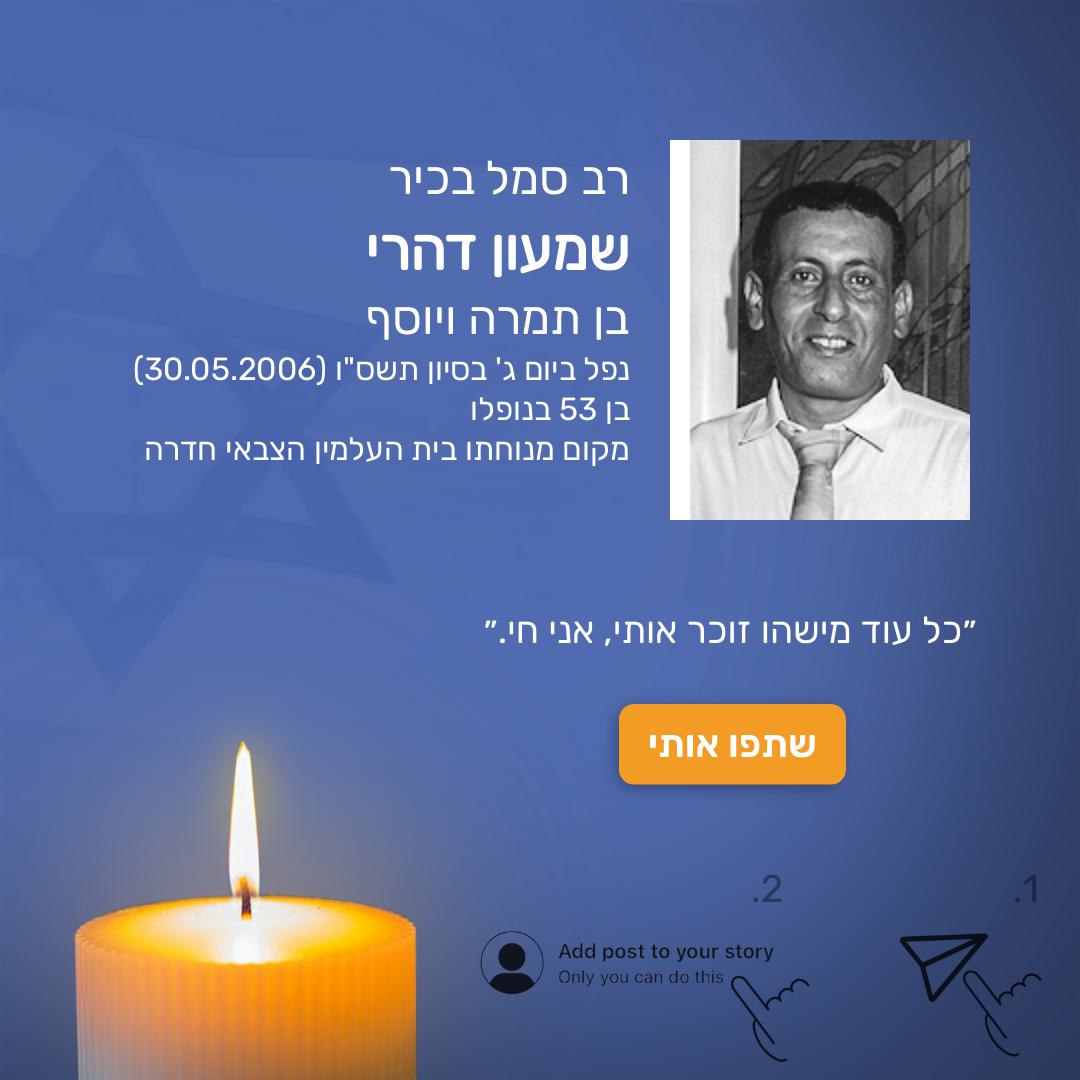 רב סמל בכיר
שמעון דהרי
בן תמרה ויוסף
נפל ביום ג' בסיון תשס"ו (30.05.2006)
בן 53 בנופלו
מקום מנוחתו בית העלמין הצבאי חדרה
״כל עוד מישהו זוכר אותי, אני חי.״
שתפו אותי
.1
.2
Add post to your story
Only you can do this